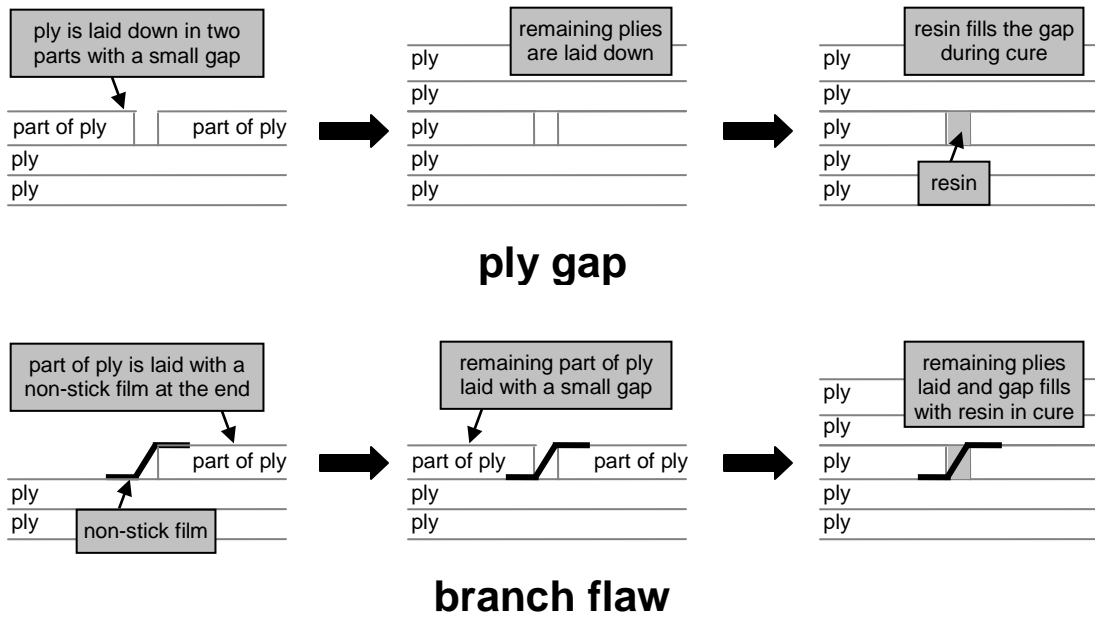 ply is laid down in two
parts with a small gap
part of ply
part of ply
ply
ply
remaining plies
are laid down
ply
ply
ply
ply
ply
resin fills the gap
during cure
ply
ply
ply
ply
ply
resin
ply gap
part of ply is laid with a
non-stick film at the end
part of ply
ply
ply
non-stick film
remaining part of ply
laid with a small gap
part of ply
part of ply
ply
ply
remaining plies
laid and gap fills
with resin in cure
ply
ply
ply
ply
ply
branch flaw